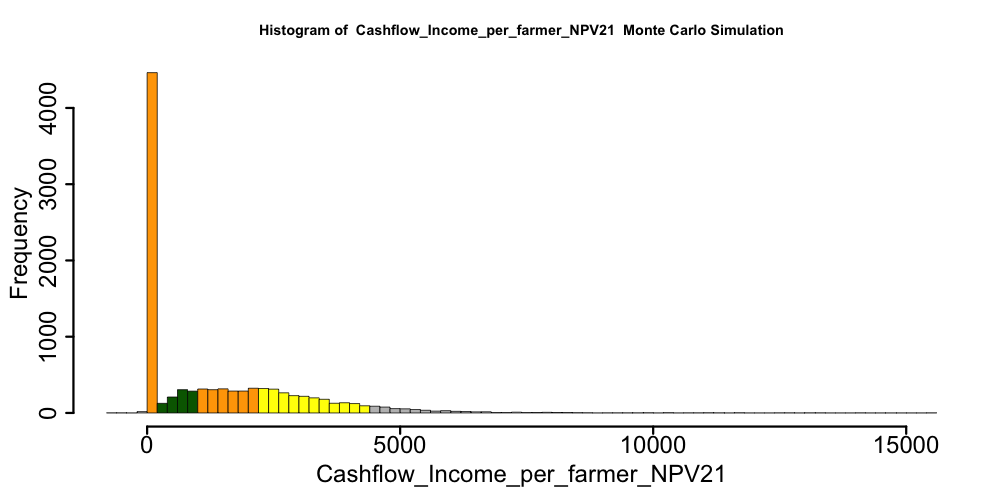 Histogram of Cashflow_Income_per_farmer_NPV21 Monte Carlo Simulation
Frequency
4000
3000
2000
1000
0
0 5000 10000 15000
Cashflow_Income_per_farmer_NPV21